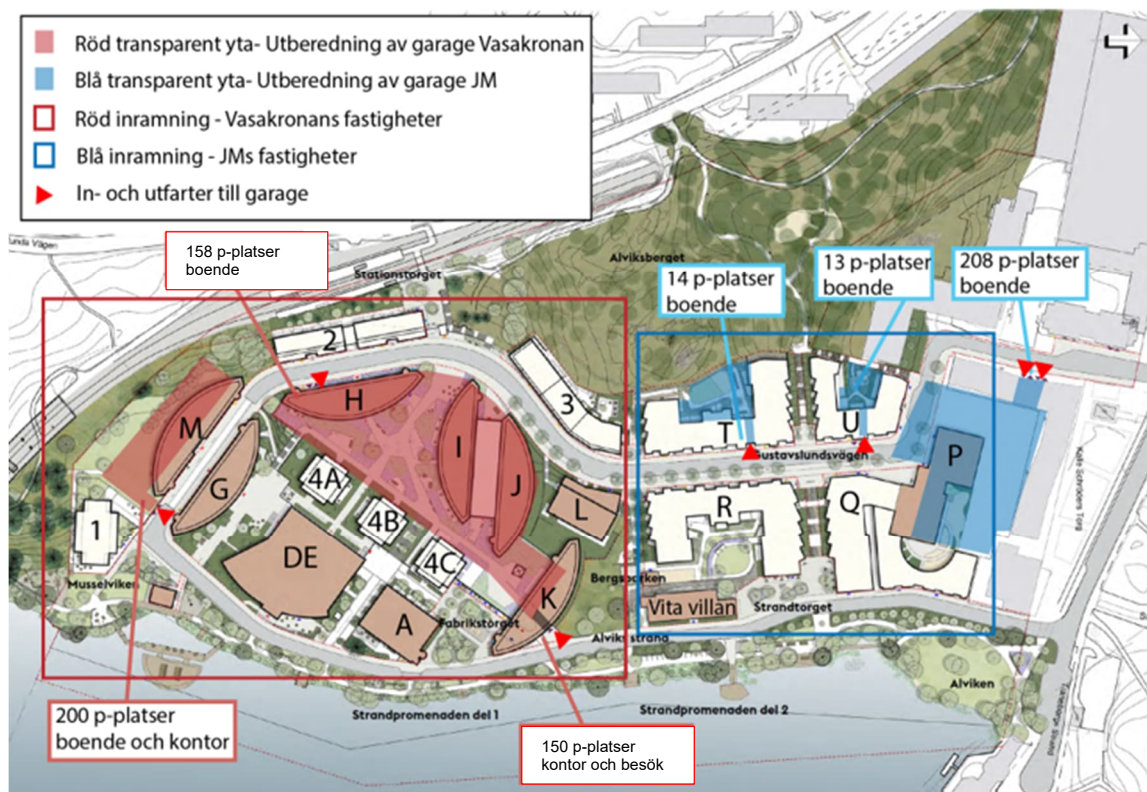 Röd transparent yta- Utberedning av garage Vasakronan
Blå transparent yta- Utberedning av garage JM
Röd inramning - Vasakronans fastigheter
Blå inramning - JMs fastigheter
In- och utfarter till garage
unda Vägen
158 p-platser
boende
Stationstorget
Alviksberget
14 p-platser
boende
13 p-platser
boende
208 p-platser
boende
2
H
3
M
I
T
U
Gustavslundsvägen
P
G
4A
J
1
4B
L
R
Q
DE
4C
Musselviken
K
Bergsparken
Vita villan
Strandtorget
A
Fabrikstorget
Alviks strand
Alviken
200 p-platser
boende och kontor
Strandpromenaden del 1
Strandpromenaden del 2
150 p-platser
kontor och besök